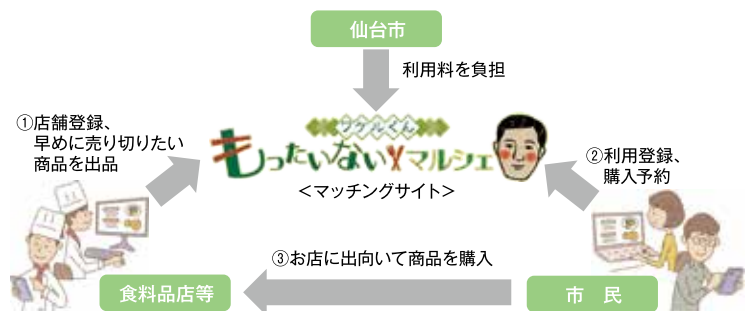 仙台市
利用料を負担
①店舗登録、
早めに売り切りたい
商品を出品
ワケルくん
もったいないマルシェ
＜マッチングサイト＞
②利用登録、
購入予約
③お店に出向いて商品を購入
食料品店等
市　民